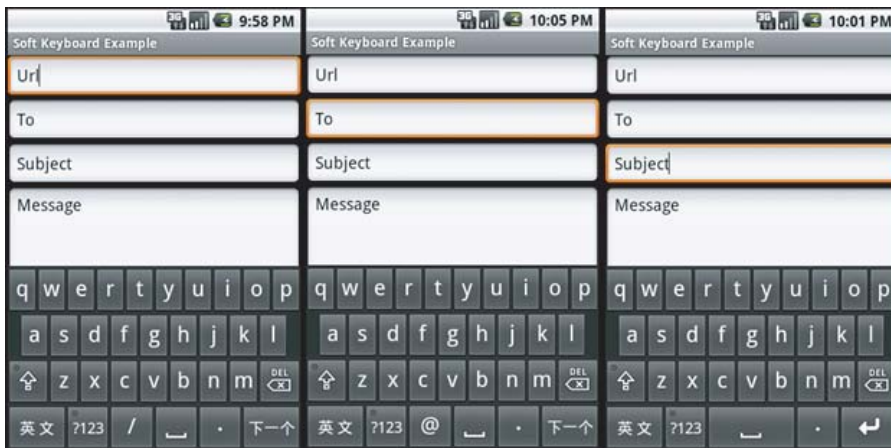 9:58 PM
Soft Keyboard Example
Url
To
Subject
Message
q w e r t y u i o p
a s d f g h j k l
z x c v b n m DEL
英文 ?123 / . 下一个
10:05 PM
Soft Keyboard Example
Url
To
Subject
Message
q w e r t y u i o p
a s d f g h j k l
z x c v b n m DEL
英文 ?123 @ . 下一个
10:01 PM
Soft Keyboard Example
Url
To
Subject
Message
q w e r t y u i o p
a s d f g h j k l
z x c v b n m DEL
英文 ?123 .